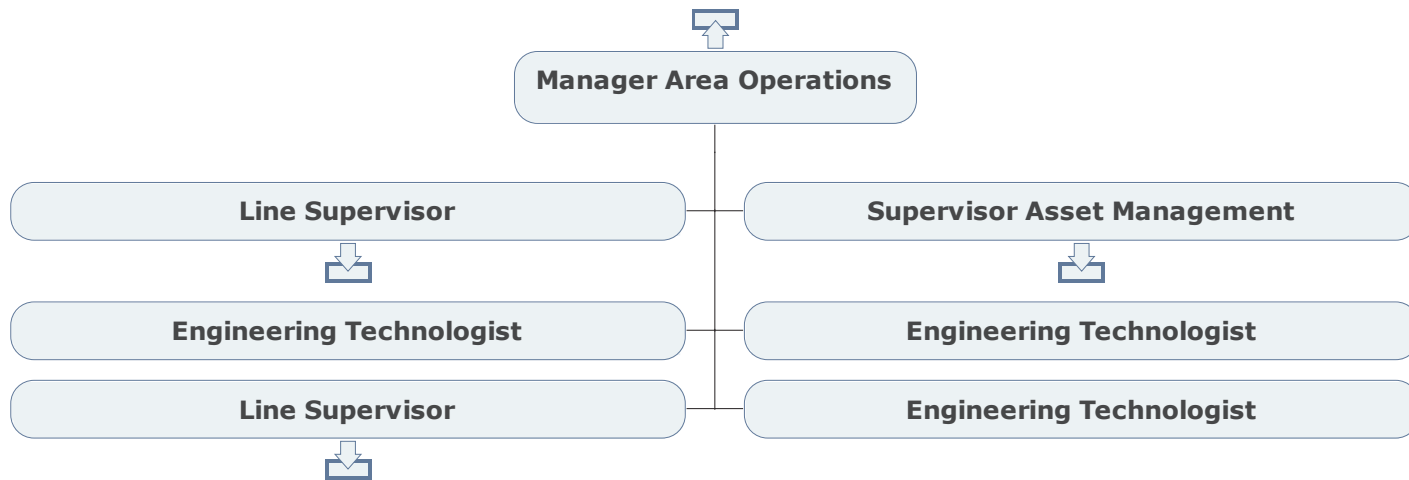 Manager Area Operations
Line Supervisor
Supervisor Asset Management
Engineering Technologist
Engineering Technologist
Line Supervisor
Engineering Technologist